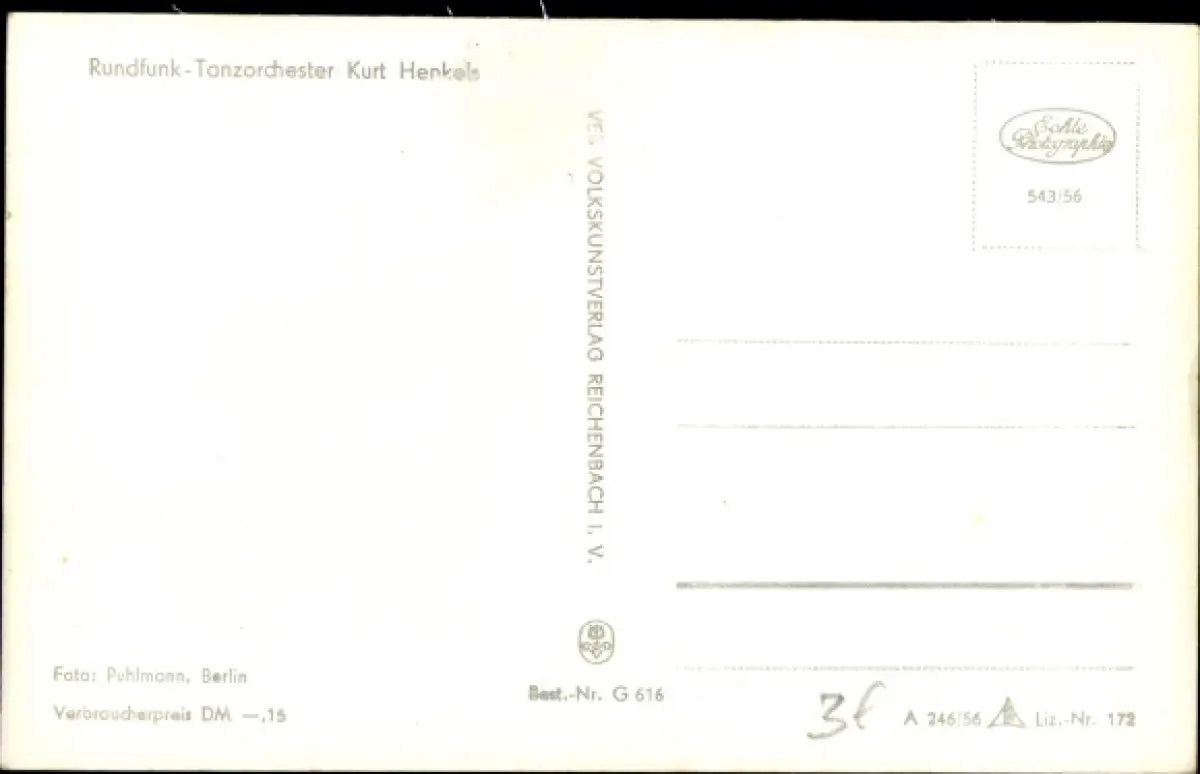 Rundfunk-Tanzorchester Kurt Henkels
VEB VOLKSKUNSTVERLAG REICHENBACH I. V.
Echte
Photographie
543/56
Foto: Puhlmann, Berlin
Verbraucherpreis DM —,15
Best.-Nr. G 616
3€
A 246/56
Liz.-Nr. 172